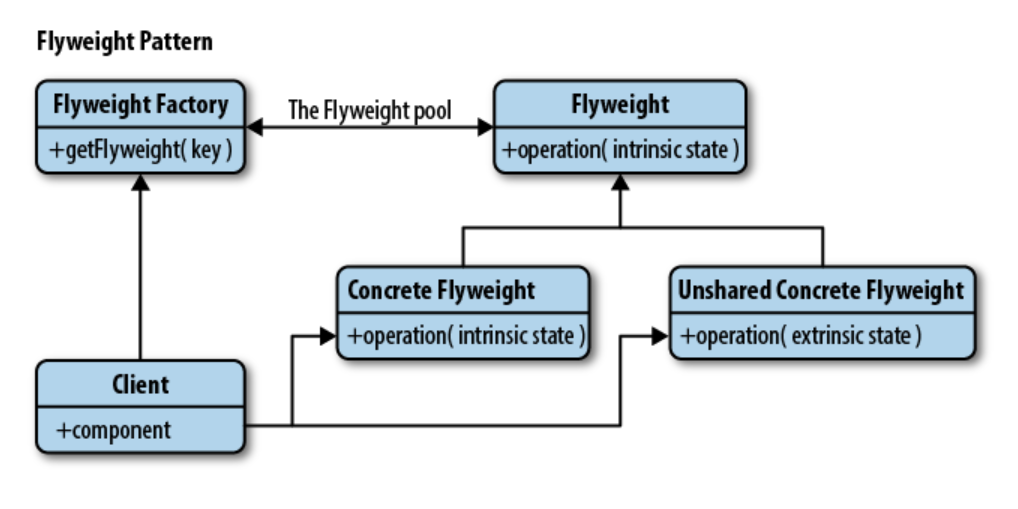 Flyweight Pattern
Flyweight Factory
+getFlyweight( key )
The Flyweight pool
Flyweight
+operation( intrinsic state )
Concrete Flyweight
+operation( intrinsic state )
Unshared Concrete Flyweight
+operation( extrinsic state )
Client
+component